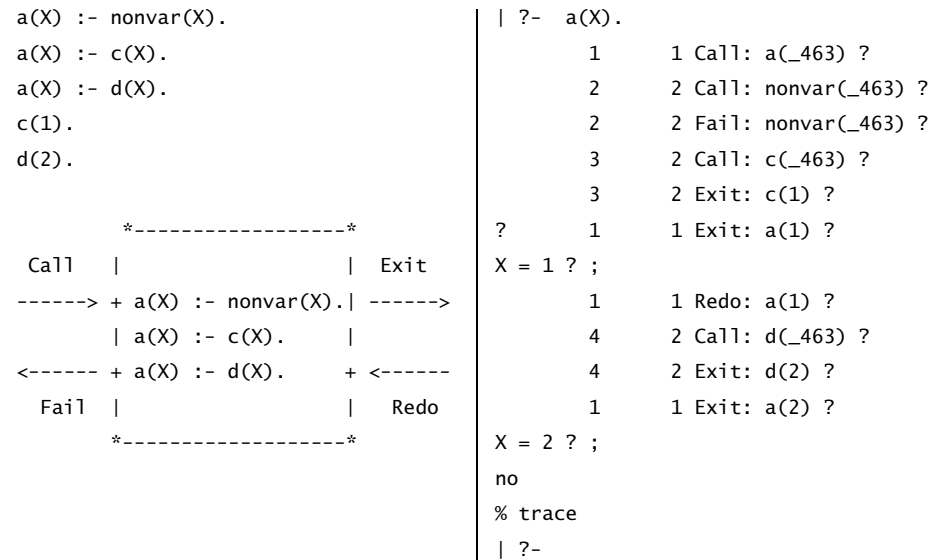 a(X) :- nonvar(X).
a(X) :- c(X).
a(X) :- d(X).
c(1).
d(2).
*------------------*
Call | | Exit
------> + a(X) :- nonvar(X).| ------>
| a(X) :- c(X). |
<------ + a(X) :- d(X). + <------
Fail | | Redo
*-------------------*
| ?- a(X).
1 1 Call: a(_463) ?
2 2 Call: nonvar(_463) ?
2 2 Fail: nonvar(_463) ?
3 2 Call: c(_463) ?
3 2 Exit: c(1) ?
? 1 1 Exit: a(1) ?
X = 1 ? ;
1 1 Redo: a(1) ?
4 2 Call: d(_463) ?
4 2 Exit: d(2) ?
1 1 Exit: a(2) ?
X = 2 ? ;
no
% trace
| ?-